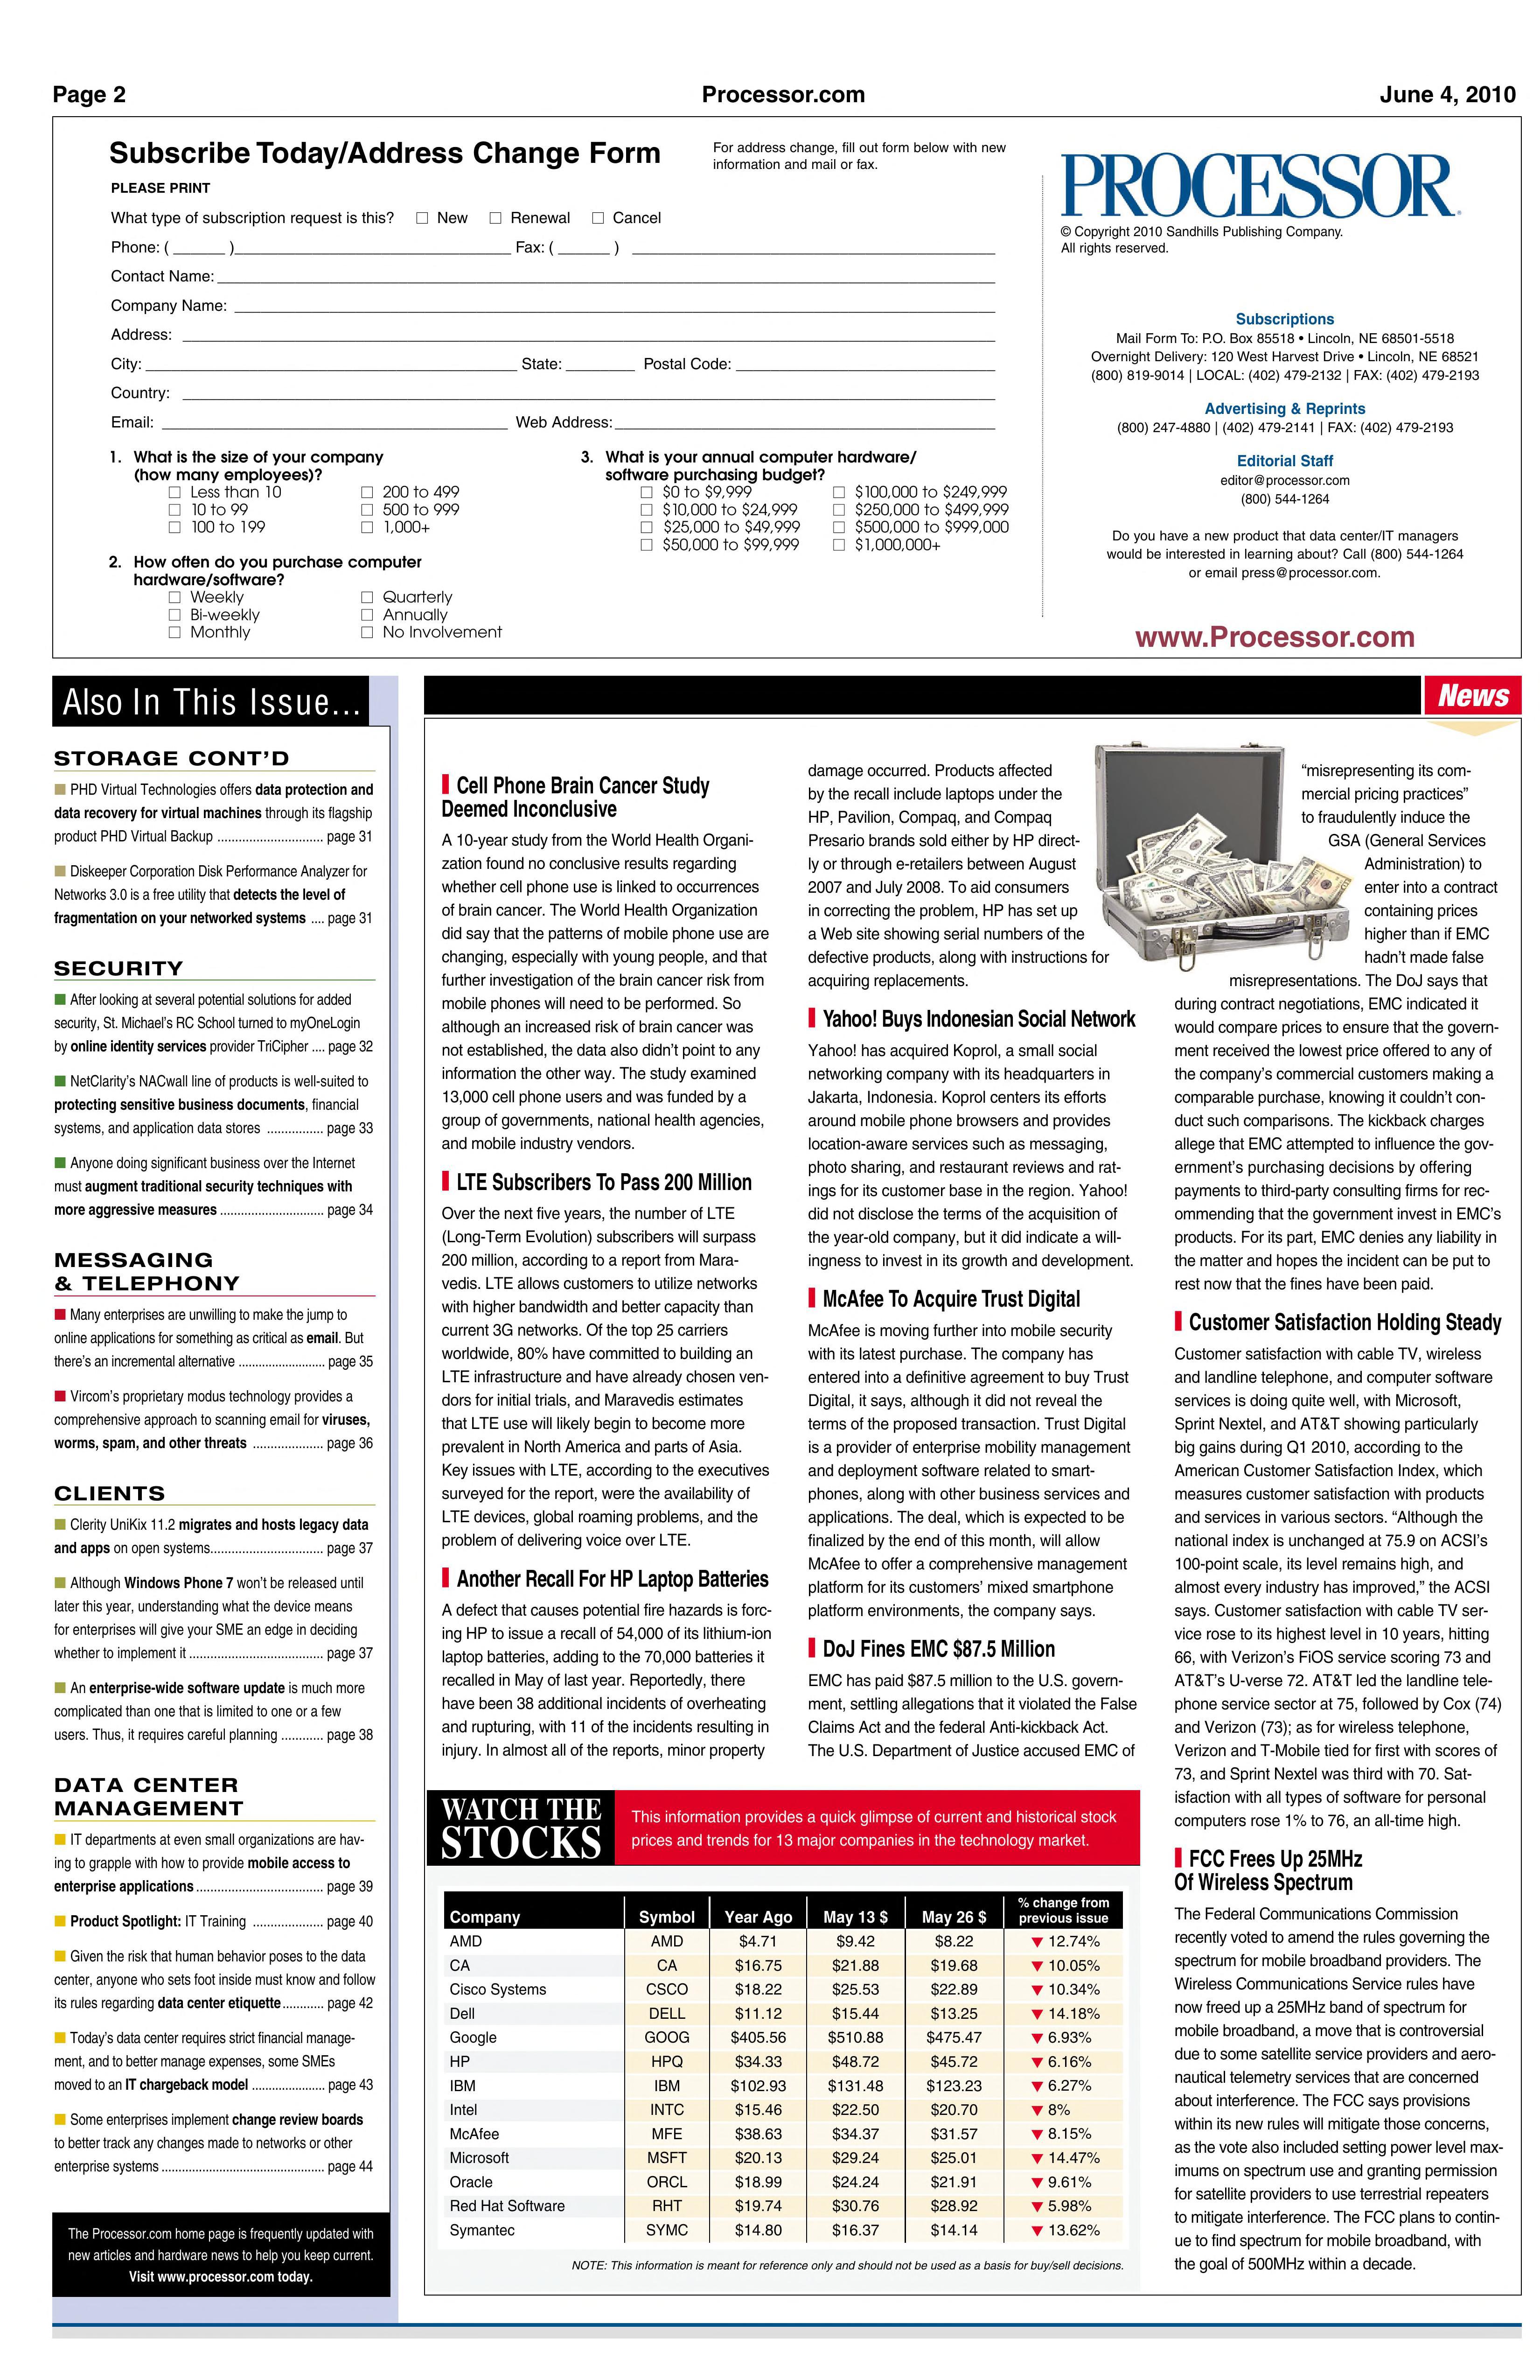 Page 2
Processor.com
June 4, 2010
Subscribe Today/Address Change Form
For address change, fill out form below with new
information and mail or fax.
PLEASE PRINT
What type of subscription request is this? □ New □ Renewal □ Cancel
Phone: ( ______ )________________ Fax: ( ______ ) ________________
Contact Name: ________________
Company Name: ________________
Address: ________________
City: ________________ State: ________ Postal Code: ________________
Country: ________________
Email: ________________ Web Address: ________________
1. What is the size of your company
(how many employees)?
□ Less than 10 □ 200 to 499
□ 10 to 99 □ 500 to 999
□ 100 to 199 □ 1,000+
2. How often do you purchase computer
hardware/software?
□ Weekly □ Quarterly
□ Bi-weekly □ Annually
□ Monthly □ No Involvement
3. What is your annual computer hardware/
software purchasing budget?
□ $0 to $9,999 □ $100,000 to $249,999
□ $10,000 to $24,999 □ $250,000 to $499,999
□ $25,000 to $49,999 □ $500,000 to $999,000
□ $50,000 to $99,999 □ $1,000,000+
PROCESSOR®
© Copyright 2010 Sandhills Publishing Company.
All rights reserved.
Subscriptions
Mail Form To: P.O. Box 85518 • Lincoln, NE 68501-5518
Overnight Delivery: 120 West Harvest Drive • Lincoln, NE 68521
(800) 819-9014 | LOCAL: (402) 479-2132 | FAX: (402) 479-2193
Advertising & Reprints
(800) 247-4880 | (402) 479-2141 | FAX: (402) 479-2193
Editorial Staff
editor@processor.com
(800) 544-1264
Do you have a new product that data center/IT managers
would be interested in learning about? Call (800) 544-1264
or email press@processor.com.
www.Processor.com
Also In This Issue...
STORAGE CONT'D
PHD Virtual Technologies offers data protection and
data recovery for virtual machines through its flagship
product PHD Virtual Backup .............................. page 31
Diskeeper Corporation Disk Performance Analyzer for
Networks 3.0 is a free utility that detects the level of
fragmentation on your networked systems .... page 31
SECURITY
After looking at several potential solutions for added
security, St. Michael's RC School turned to myOneLogin
by online identity services provider TriCipher .... page 32
NetClarity's NACwall line of products is well-suited to
protecting sensitive business documents, financial
systems, and application data stores ................ page 33
Anyone doing significant business over the Internet
must augment traditional security techniques with
more aggressive measures .............................. page 34
MESSAGING
& TELEPHONY
Many enterprises are unwilling to make the jump to
online applications for something as critical as email. But
there's an incremental alternative .......................... page 35
Vircom's proprietary modus technology provides a
comprehensive approach to scanning email for viruses,
worms, spam, and other threats .................... page 36
CLIENTS
Clerity UniKix 11.2 migrates and hosts legacy data
and apps on open systems................................ page 37
Although Windows Phone 7 won't be released until
later this year, understanding what the device means
for enterprises will give your SME an edge in deciding
whether to implement it ...................................... page 37
An enterprise-wide software update is much more
complicated than one that is limited to one or a few
users. Thus, it requires careful planning ............ page 38
DATA CENTER
MANAGEMENT
IT departments at even small organizations are hav-
ing to grapple with how to provide mobile access to
enterprise applications .................................... page 39
Product Spotlight: IT Training .................... page 40
Given the risk that human behavior poses to the data
center, anyone who sets foot inside must know and follow
its rules regarding data center etiquette ............ page 42
Today's data center requires strict financial manage-
ment, and to better manage expenses, some SMEs
moved to an IT chargeback model ...................... page 43
Some enterprises implement change review boards
to better track any changes made to networks or other
enterprise systems ............................................... page 44
The Processor.com home page is frequently updated with
new articles and hardware news to help you keep current.
Visit www.processor.com today.
News
Cell Phone Brain Cancer Study
Deemed Inconclusive
A 10-year study from the World Health Organi-
zation found no conclusive results regarding
whether cell phone use is linked to occurrences
of brain cancer. The World Health Organization
did say that the patterns of mobile phone use are
changing, especially with young people, and that
further investigation of the brain cancer risk from
mobile phones will need to be performed. So
although an increased risk of brain cancer was
not established, the data also didn't point to any
information the other way. The study examined
13,000 cell phone users and was funded by a
group of governments, national health agencies,
and mobile industry vendors.
LTE Subscribers To Pass 200 Million
Over the next five years, the number of LTE
(Long-Term Evolution) subscribers will surpass
200 million, according to a report from Mara-
vedis. LTE allows customers to utilize networks
with higher bandwidth and better capacity than
current 3G networks. Of the top 25 carriers
worldwide, 80% have committed to building an
LTE infrastructure and have already chosen ven-
dors for initial trials, and Maravedis estimates
that LTE use will likely begin to become more
prevalent in North America and parts of Asia.
Key issues with LTE, according to the executives
surveyed for the report, were the availability of
LTE devices, global roaming problems, and the
problem of delivering voice over LTE.
Another Recall For HP Laptop Batteries
A defect that causes potential fire hazards is forc-
ing HP to issue a recall of 54,000 of its lithium-ion
laptop batteries, adding to the 70,000 batteries it
recalled in May of last year. Reportedly, there
have been 38 additional incidents of overheating
and rupturing, with 11 of the incidents resulting in
injury. In almost all of the reports, minor property
damage occurred. Products affected
by the recall include laptops under the
HP, Pavilion, Compaq, and Compaq
Presario brands sold either by HP direct-
ly or through e-retailers between August
2007 and July 2008. To aid consumers
in correcting the problem, HP has set up
a Web site showing serial numbers of the
defective products, along with instructions for
acquiring replacements.
Yahoo! Buys Indonesian Social Network
Yahoo! has acquired Koprol, a small social
networking company with its headquarters in
Jakarta, Indonesia. Koprol centers its efforts
around mobile phone browsers and provides
location-aware services such as messaging,
photo sharing, and restaurant reviews and rat-
ings for its customer base in the region. Yahoo!
did not disclose the terms of the acquisition of
the year-old company, but it did indicate a will-
ingness to invest in its growth and development.
McAfee To Acquire Trust Digital
McAfee is moving further into mobile security
with its latest purchase. The company has
entered into a definitive agreement to buy Trust
Digital, it says, although it did not reveal the
terms of the proposed transaction. Trust Digital
is a provider of enterprise mobility management
and deployment software related to smart-
phones, along with other business services and
applications. The deal, which is expected to be
finalized by the end of this month, will allow
McAfee to offer a comprehensive management
platform for its customers' mixed smartphone
platform environments, the company says.
DoJ Fines EMC $87.5 Million
EMC has paid $87.5 million to the U.S. govern-
ment, settling allegations that it violated the False
Claims Act and the federal Anti-kickback Act.
The U.S. Department of Justice accused EMC of
"misrepresenting its com-
mercial pricing practices"
to fraudulently induce the
GSA (General Services
Administration) to
enter into a contract
containing prices
higher than if EMC
hadn't made false
misrepresentations. The DoJ says that
during contract negotiations, EMC indicated it
would compare prices to ensure that the govern-
ment received the lowest price offered to any of
the company's commercial customers making a
comparable purchase, knowing it couldn't con-
duct such comparisons. The kickback charges
allege that EMC attempted to influence the gov-
ernment's purchasing decisions by offering
payments to third-party consulting firms for rec-
ommending that the government invest in EMC's
products. For its part, EMC denies any liability in
the matter and hopes the incident can be put to
rest now that the fines have been paid.
Customer Satisfaction Holding Steady
Customer satisfaction with cable TV, wireless
and landline telephone, and computer software
services is doing quite well, with Microsoft,
Sprint Nextel, and AT&T showing particularly
big gains during Q1 2010, according to the
American Customer Satisfaction Index, which
measures customer satisfaction with products
and services in various sectors. "Although the
national index is unchanged at 75.9 on ACSI's
100-point scale, its level remains high, and
almost every industry has improved," the ACSI
says. Customer satisfaction with cable TV ser-
vice rose to its highest level in 10 years, hitting
66, with Verizon's FiOS service scoring 73 and
AT&T's U-verse 72. AT&T led the landline tele-
phone service sector at 75, followed by Cox (74)
and Verizon (73); as for wireless telephone,
Verizon and T-Mobile tied for first with scores of
73, and Sprint Nextel was third with 70. Sat-
isfaction with all types of software for personal
computers rose 1% to 76, an all-time high.
FCC Frees Up 25MHz
Of Wireless Spectrum
The Federal Communications Commission
recently voted to amend the rules governing the
spectrum for mobile broadband providers. The
Wireless Communications Service rules have
now freed up a 25MHz band of spectrum for
mobile broadband, a move that is controversial
due to some satellite service providers and aero-
nautical telemetry services that are concerned
about interference. The FCC says provisions
within its new rules will mitigate those concerns,
as the vote also included setting power level max-
imums on spectrum use and granting permission
for satellite providers to use terrestrial repeaters
to mitigate interference. The FCC plans to contin-
ue to find spectrum for mobile broadband, with
the goal of 500MHz within a decade.
WATCH THE
STOCKS
This information provides a quick glimpse of current and historical stock
prices and trends for 13 major companies in the technology market.
Company Symbol Year Ago May 13 $ May 26 $ % change from
previous issue
AMD AMD $4.71 $9.42 $8.22 ▼ 12.74%
CA CA $16.75 $21.88 $19.68 ▼ 10.05%
Cisco Systems CSCO $18.22 $25.53 $22.89 ▼ 10.34%
Dell DELL $11.12 $15.44 $13.25 ▼ 14.18%
Google GOOG $405.56 $510.88 $475.47 ▼ 6.93%
HP HPQ $34.33 $48.72 $45.72 ▼ 6.16%
IBM IBM $102.93 $131.48 $123.23 ▼ 6.27%
Intel INTC $15.46 $22.50 $20.70 ▼ 8%
McAfee MFE $38.63 $34.37 $31.57 ▼ 8.15%
Microsoft MSFT $20.13 $29.24 $25.01 ▼ 14.47%
Oracle ORCL $18.99 $24.24 $21.91 ▼ 9.61%
Red Hat Software RHT $19.74 $30.76 $28.92 ▼ 5.98%
Symantec SYMC $14.80 $16.37 $14.14 ▼ 13.62%
NOTE: This information is meant for reference only and should not be used as a basis for buy/sell decisions.